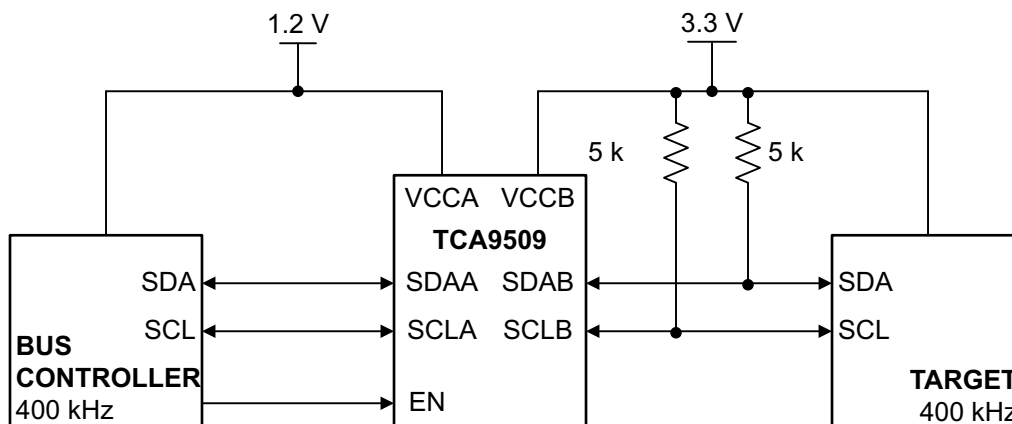 1.2 V
3.3 V
5 k
5 k
VCCA VCCB
TCA9509
SDA
SDAA SDAB
SDA
SCL
SCLA SCLB
SCL
BUS
CONTROLLER
400 kHz
EN
TARGET
400 kHz